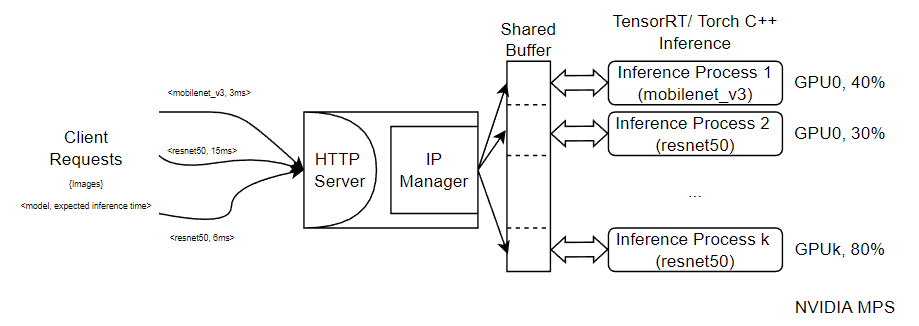 Client
Requests
{Images}
<model, expected inference time>
<mobilenet_v3, 3ms>
<resnet50, 15ms>
<resnet50, 6ms>
HTTP
Server
IP
Manager
Shared
Buffer
TensorRT/ Torch C++
Inference
Inference Process 1
(mobilenet_v3)
GPU0, 40%
Inference Process 2
(resnet50)
GPU0, 30%
...
Inference Process k
(resnet50)
GPUk, 80%
NVIDIA MPS